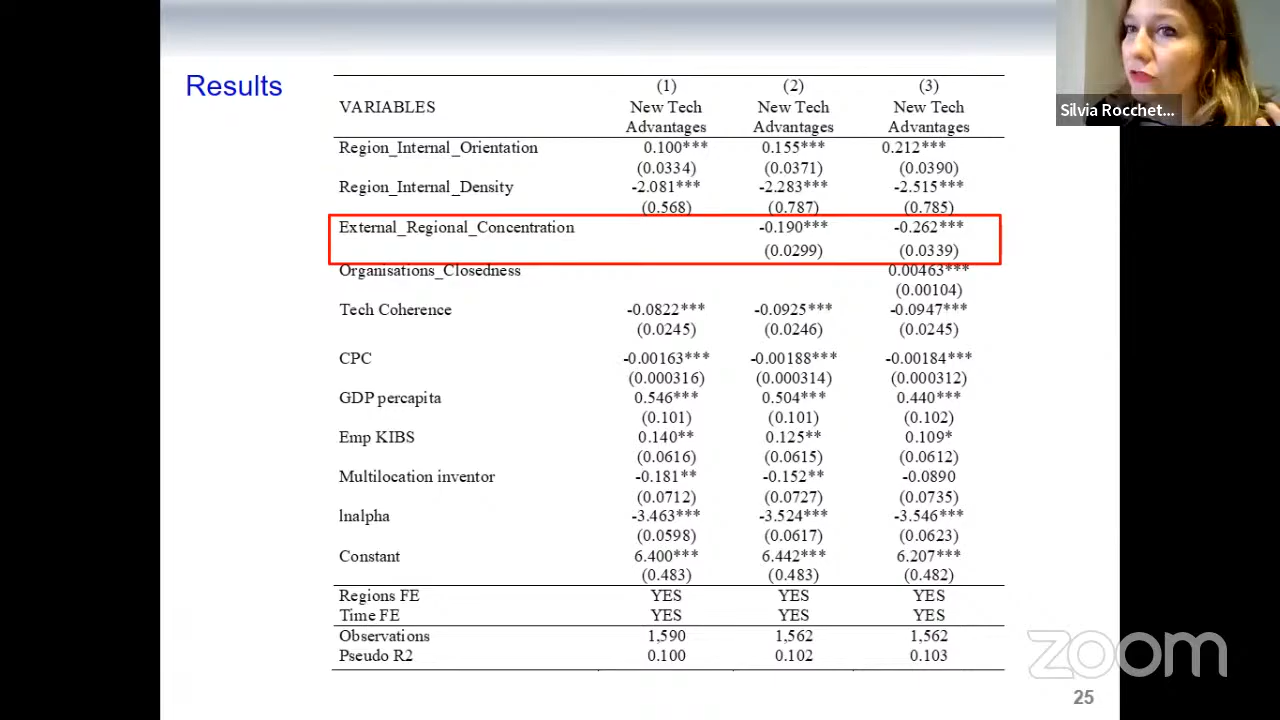 Results
(1) (2) (3)
VARIABLES New Tech Advantages New Tech Advantages New Tech Advantages
Region_Internal_Orientation 0.100*** 0.155*** 0.212***
(0.0334) (0.0371) (0.0390)
Region_Internal_Density -2.081*** -2.283*** -2.515***
(0.568) (0.787) (0.785)
External_Regional_Concentration -0.190*** -0.262***
(0.0299) (0.0339)
Organisations_Closedness 0.00463***
(0.00104)
Tech Coherence -0.0822*** -0.0925*** -0.0947***
(0.0245) (0.0246) (0.0245)
CPC -0.00163*** -0.00188*** -0.00184***
(0.000316) (0.000314) (0.000312)
GDP percapita 0.546*** 0.504*** 0.440***
(0.101) (0.101) (0.102)
Emp KIBS 0.140** 0.125** 0.109*
(0.0616) (0.0615) (0.0612)
Multilocation inventor -0.181** -0.152** -0.0890
(0.0712) (0.0727) (0.0735)
lnalpha -3.463*** -3.524*** -3.546***
(0.0598) (0.0617) (0.0623)
Constant 6.400*** 6.442*** 6.207***
(0.483) (0.483) (0.482)
Regions FE YES YES YES
Time FE YES YES YES
Observations 1,590 1,562 1,562
Pseudo R2 0.100 0.102 0.103
25
Silvia Rocchet...
zoom